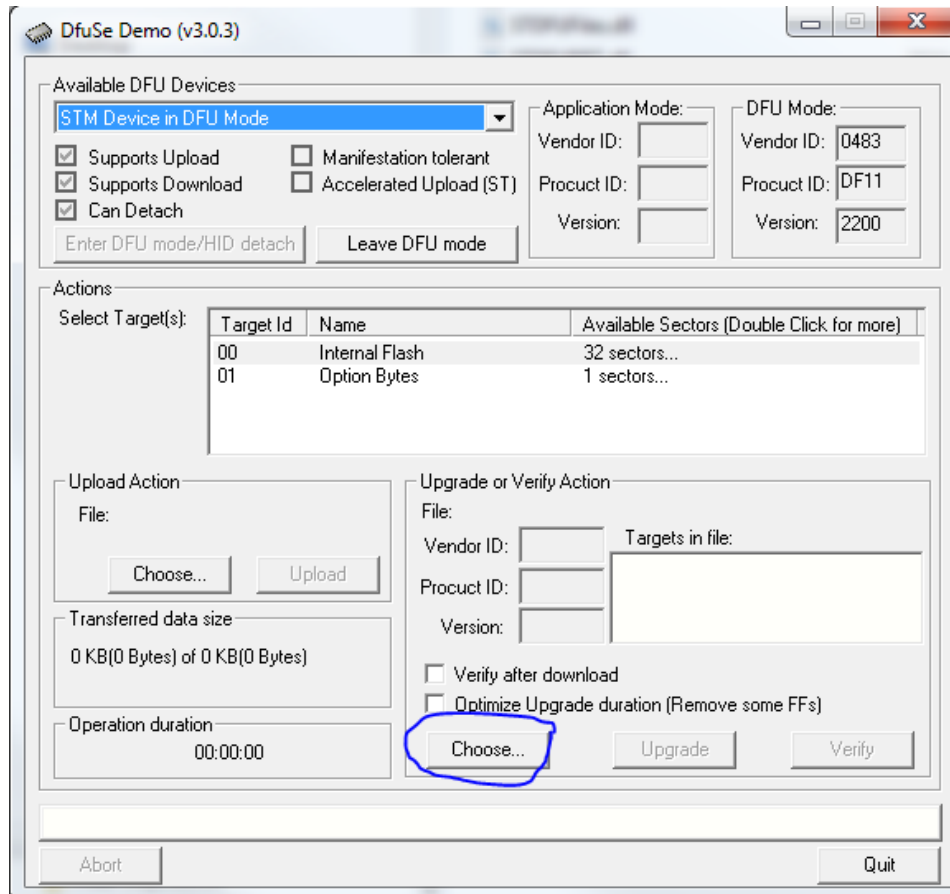 DfuSe Demo (v3.0.3)
Available DFU Devices
STM Device in DFU Mode
Supports Upload
Manifestation tolerant
Supports Download
Accelerated Upload (ST)
Can Detach
Enter DFU mode/HID detach
Leave DFU mode
Application Mode:
Vendor ID:
Procuct ID:
Version:
DFU Mode:
Vendor ID: 0483
Procuct ID: DF11
Version: 2200
Actions
Select Target(s):
Target Id Name Available Sectors (Double Click for more)
00 Internal Flash 32 sectors...
01 Option Bytes 1 sectors...
Upload Action
File:
Choose... Upload
Transferred data size
0 KB(0 Bytes) of 0 KB(0 Bytes)
Operation duration
00:00:00
Upgrade or Verify Action
File:
Vendor ID:
Procuct ID:
Version:
Targets in file:
Verify after download
Optimize Upgrade duration (Remove some FFs)
Choose... Upgrade Verify
Abort Quit